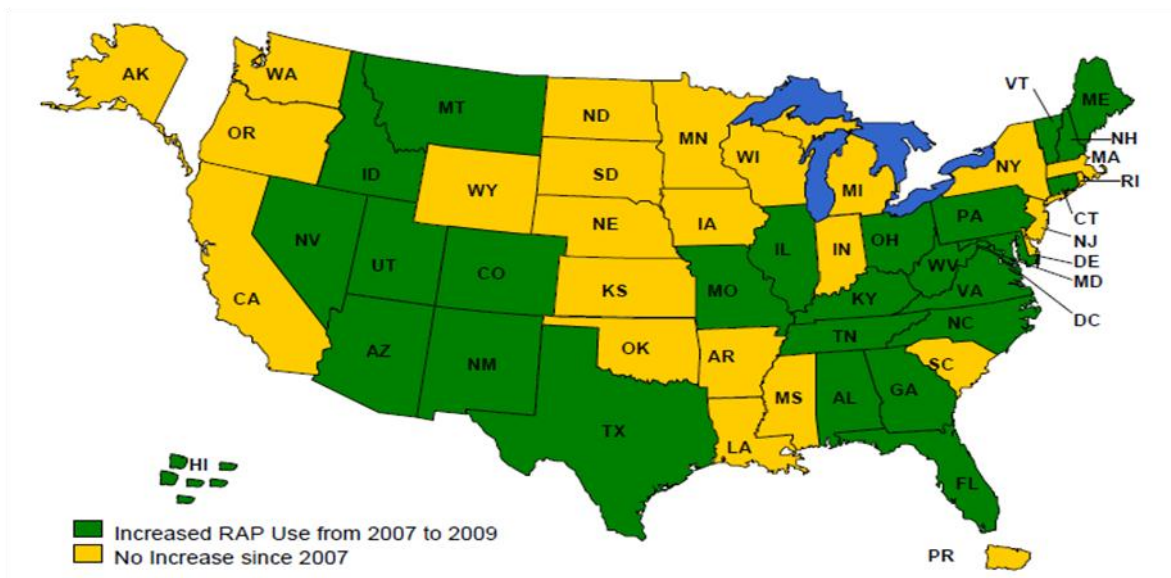 AK
WA
OR
CA
MT
ID
NV
UT
WY
CO
AZ
NM
ND
SD
NE
KS
OK
TX
MN
IA
MO
AR
LA
WI
IL
MS
MI
IN
OH
KY
TN
AL
GA
FL
SC
NC
VA
WV
PA
NY
VT
ME
NH
MA
RI
CT
NJ
DE
MD
DC
HI
PR
Increased RAP Use from 2007 to 2009
No Increase since 2007